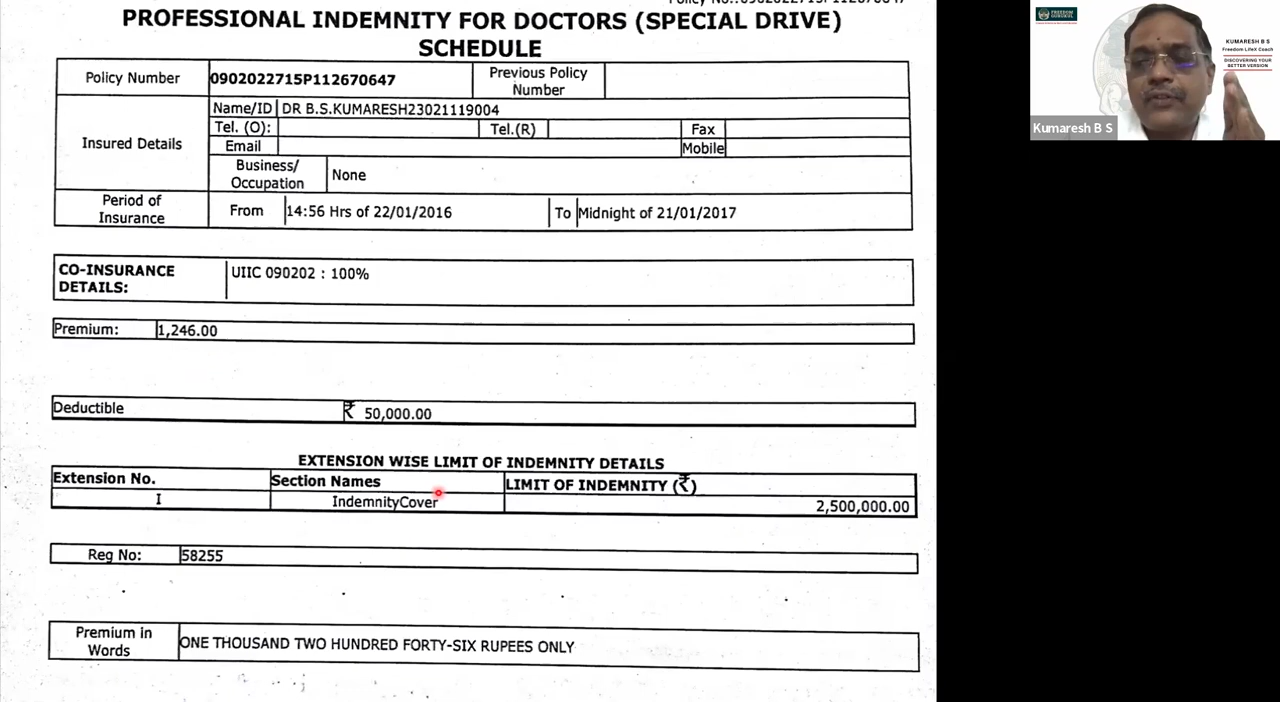 PROFESSIONAL INDEMNITY FOR DOCTORS (SPECIAL DRIVE)
SCHEDULE
Policy Number 0902022715P112670647 Previous Policy Number
Insured Details
Name/ID DR B.S.KUMARESH23021119004
Tel. (O): Tel.(R) Fax
Email Mobile
Business/ Occupation None
Period of Insurance From 14:56 Hrs of 22/01/2016 To Midnight of 21/01/2017
CO-INSURANCE DETAILS: UIIC 090202 : 100%
Premium: 1,246.00
Deductible ₹ 50,000.00
EXTENSION WISE LIMIT OF INDEMNITY DETAILS
Extension No. Section Names LIMIT OF INDEMNITY (₹)
I IndemnityCover 2,500,000.00
Reg No: 58255
Premium in Words ONE THOUSAND TWO HUNDRED FORTY-SIX RUPEES ONLY
FREEDOM
KUMARESH B S
Freedom LifeX Coach
DISCOVERING YOUR
BETTER VERSION
Kumaresh B S